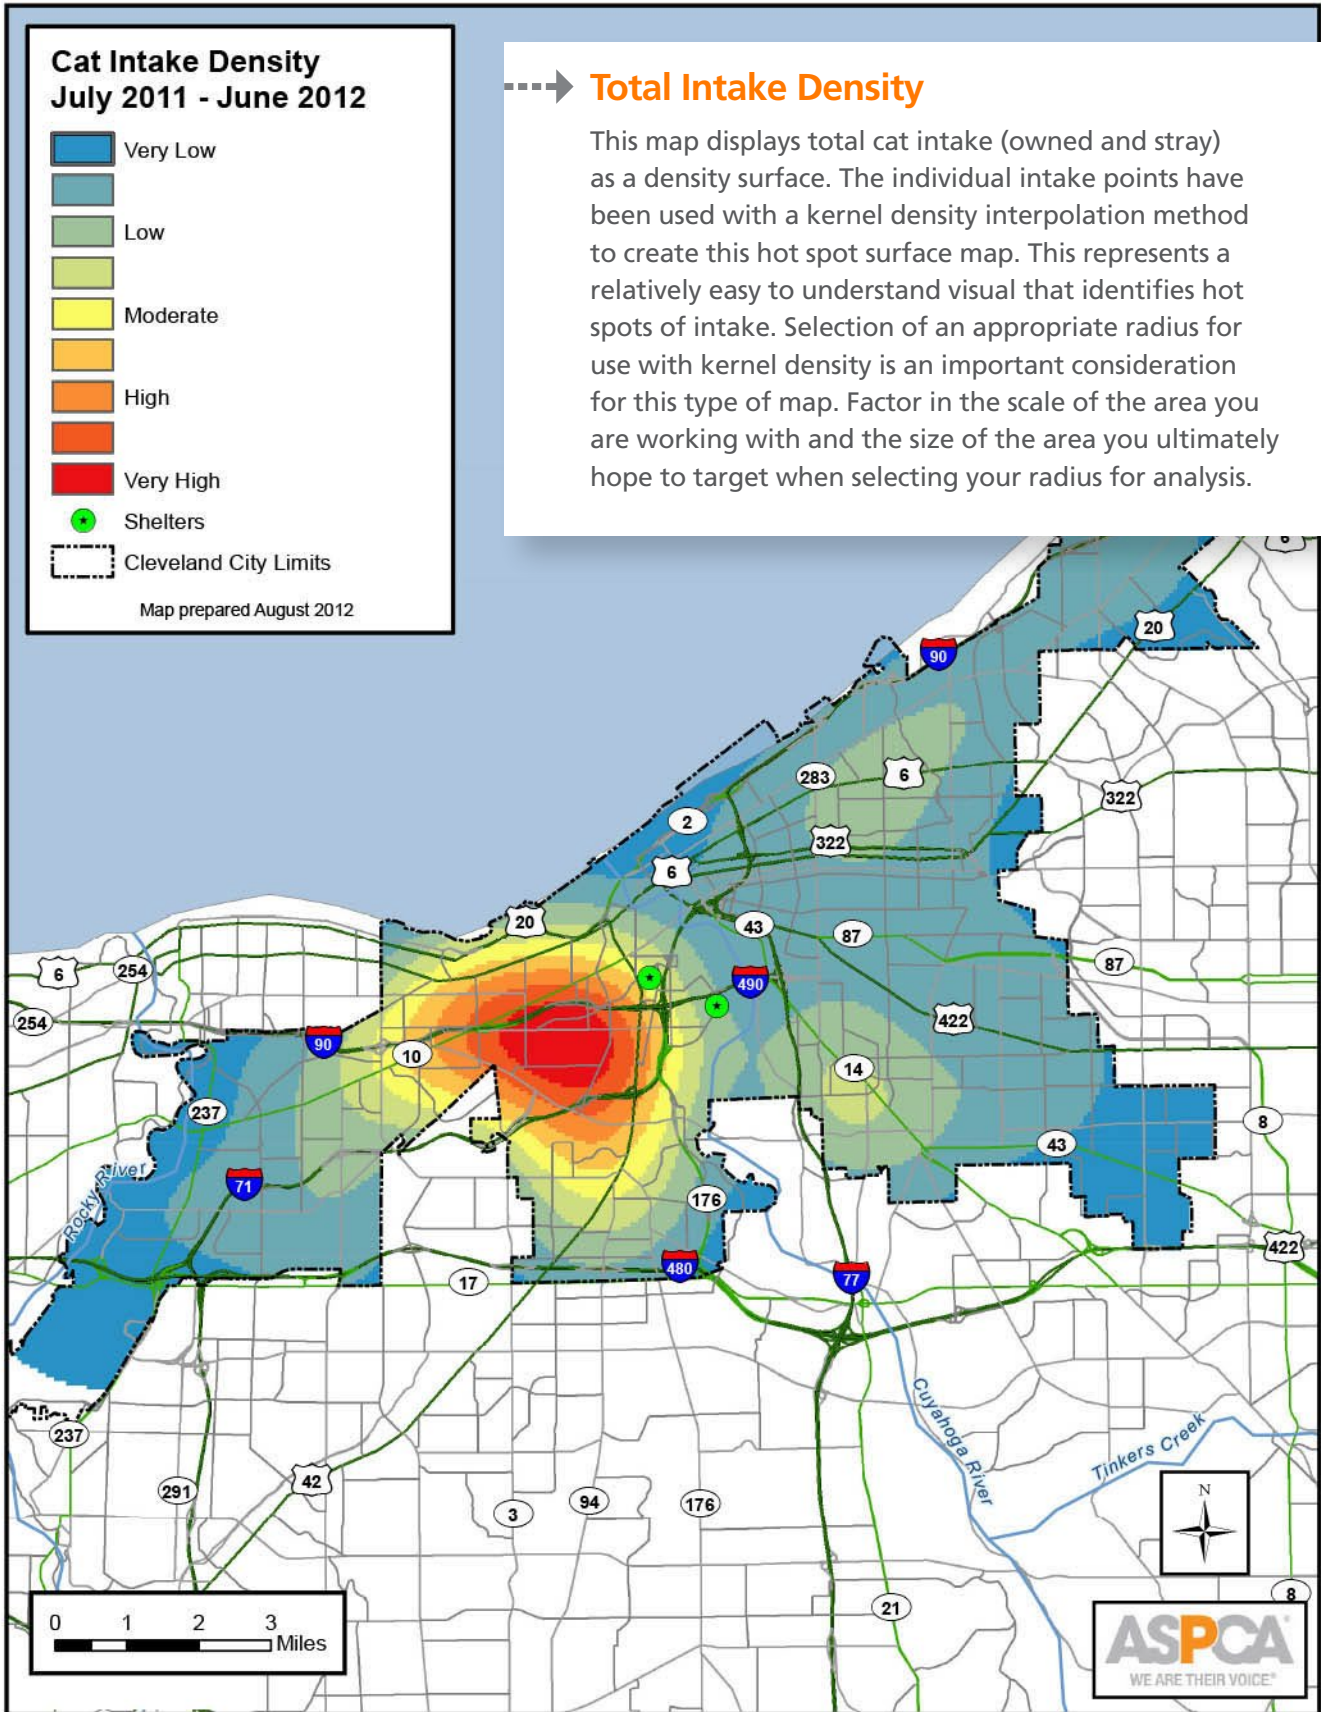 Cat Intake Density
July 2011 - June 2012
Very Low
Low
Moderate
High
Very High
Shelters
Cleveland City Limits
Map prepared August 2012
Total Intake Density
This map displays total cat intake (owned and stray)
as a density surface. The individual intake points have
been used with a kernel density interpolation method
to create this hot spot surface map. This represents a
relatively easy to understand visual that identifies hot
spots of intake. Selection of an appropriate radius for
use with kernel density is an important consideration
for this type of map. Factor in the scale of the area you
are working with and the size of the area you ultimately
hope to target when selecting your radius for analysis.
6
20
90
283
6
322
2
322
6
20
43
87
87
6
254
490
254
422
90
10
14
237
8
43
71
176
Rocky River
422
480
17
77
Cuyahoga River
Tinkers Creek
237
42
291
3
94
176
N
8
21
0 1 2 3
Miles
ASPCA®
WE ARE THEIR VOICE®